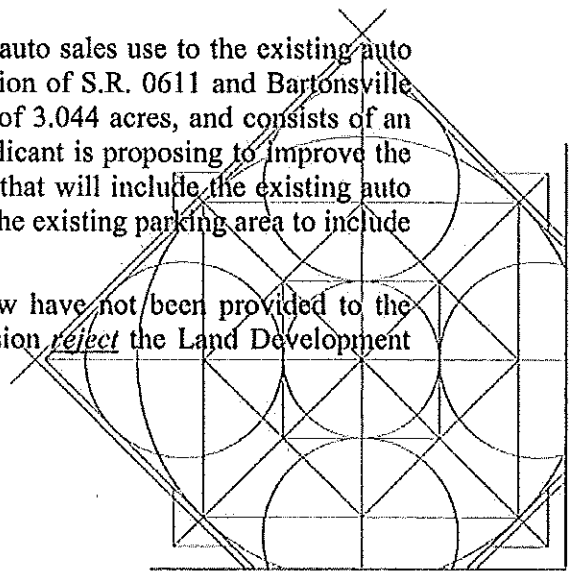 auto sales use to the existing auto
ion of S.R. 0611 and Bartonsville
of 3.044 acres, and consists of an
licant is proposing to improve the
that will include the existing auto
he existing parking area to include
w have not been provided to the
sion reject the Land Development